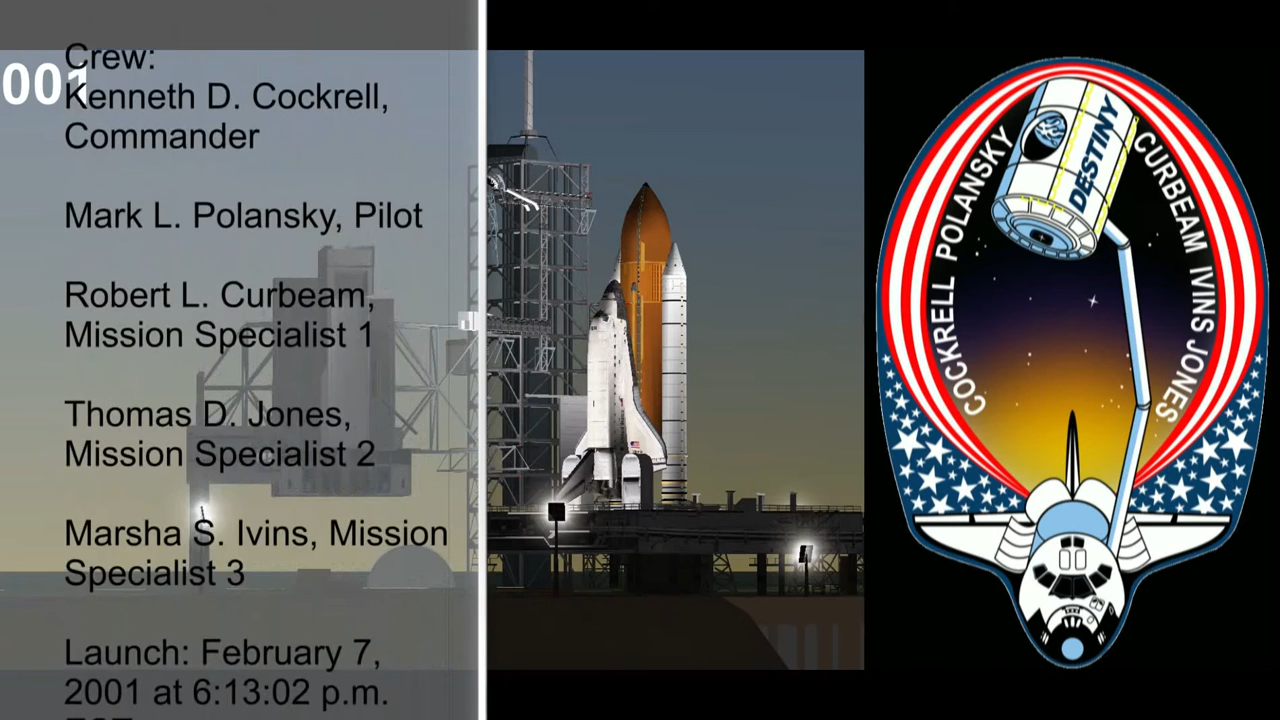 Crew:
001
Kenneth D. Cockrell,
Commander
Mark L. Polansky, Pilot
Robert L. Curbeam,
Mission Specialist 1
Thomas D. Jones,
Mission Specialist 2
Marsha S. Ivins, Mission
Specialist 3
Launch: February 7,
2001 at 6:13:02 p.m.
COCKRELL POLANSKY
DESTINY
CURBEAM IVINS JONES